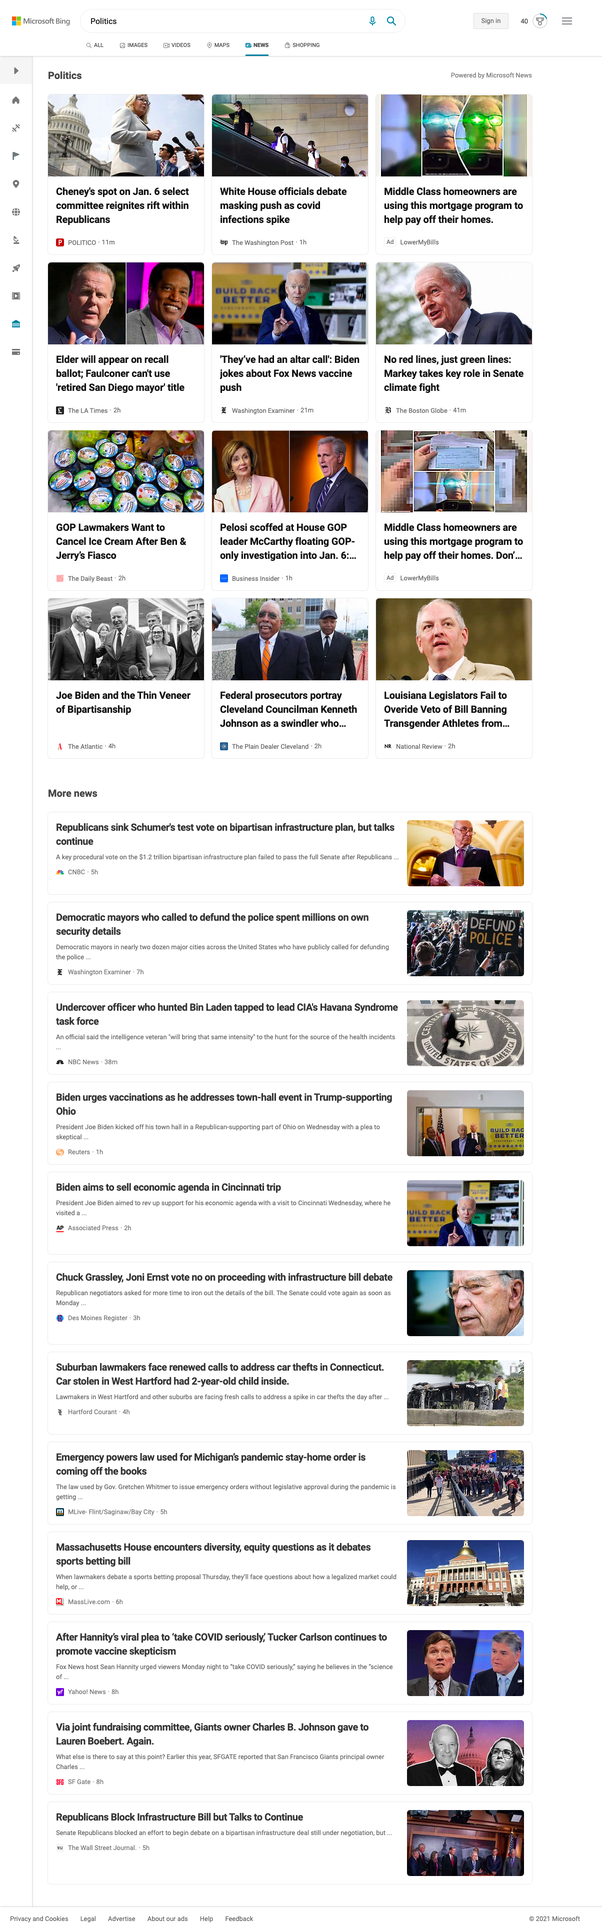 Microsoft Bing
Politics
Sign in
40
ALL
IMAGES
VIDEOS
MAPS
NEWS
SHOPPING
Politics
Powered by Microsoft News
Cheney's spot on Jan. 6 select
committee reignites rift within
Republicans
POLITICO · 11m
White House officials debate
masking push as covid
infections spike
The Washington Post · 1h
Middle Class homeowners are
using this mortgage program to
help pay off their homes.
Ad LowerMyBills
Elder will appear on recall
ballot; Faulconer can't use
'retired San Diego mayor' title
The LA Times · 2h
BUILD BACK
BETTER
'They've had an altar call': Biden
jokes about Fox News vaccine
push
Washington Examiner · 21m
No red lines, just green lines:
Markey takes key role in Senate
climate fight
The Boston Globe · 41m
GOP Lawmakers Want to
Cancel Ice Cream After Ben &
Jerry's Fiasco
The Daily Beast · 2h
Pelosi scoffed at House GOP
leader McCarthy floating GOP-
only investigation into Jan. 6:...
Business Insider · 1h
Middle Class homeowners are
using this mortgage program to
help pay off their homes. Don'...
Ad LowerMyBills
Joe Biden and the Thin Veneer
of Bipartisanship
The Atlantic · 4h
Federal prosecutors portray
Cleveland Councilman Kenneth
Johnson as a swindler who...
The Plain Dealer Cleveland · 2h
Louisiana Legislators Fail to
Overide Veto of Bill Banning
Transgender Athletes from...
NR National Review · 2h
More news
Republicans sink Schumer's test vote on bipartisan infrastructure plan, but talks
continue
A key procedural vote on the $1.2 trillion bipartisan infrastructure plan failed to pass the full Senate after Republicans ...
CNBC · 5h
Democratic mayors who called to defund the police spent millions on own
security details
Democratic mayors in nearly two dozen major cities across the United States who have publicly called for defunding
the police ...
Washington Examiner · 7h
DEFUND
POLICE
Undercover officer who hunted Bin Laden tapped to lead CIA's Havana Syndrome
task force
An official said the intelligence veteran "will bring that same intensity" to the hunt for the source of the health incidents
...
NBC News · 38m
UNITED STATES OF AMERICA
Biden urges vaccinations as he addresses town-hall event in Trump-supporting
Ohio
President Joe Biden kicked off his town hall in a Republican-supporting part of Ohio on Wednesday with a plea to
skeptical ...
Reuters · 1h
BUILD BAC
BETTER
Biden aims to sell economic agenda in Cincinnati trip
President Joe Biden aimed to rev up support for his economic agenda with a visit to Cincinnati Wednesday, where he
visited a ...
AP Associated Press · 2h
UILD BACK
BETTER
Chuck Grassley, Joni Ernst vote no on proceeding with infrastructure bill debate
Republican negotiators asked for more time to iron out the details of the bill. The Senate could vote again as soon as
Monday ...
Des Moines Register · 3h
Suburban lawmakers face renewed calls to address car thefts in Connecticut.
Car stolen in West Hartford had 2-year-old child inside.
Lawmakers in West Hartford and other suburbs are facing fresh calls to address a spike in car thefts the day after ...
Hartford Courant · 4h
Emergency powers law used for Michigan's pandemic stay-home order is
coming off the books
The law used by Gov. Gretchen Whitmer to issue emergency orders without legislative approval during the pandemic is
getting ...
MLive- Flint/Saginaw/Bay City · 5h
Massachusetts House encounters diversity, equity questions as it debates
sports betting bill
When lawmakers debate a sports betting proposal Thursday, they'll face questions about how a legalized market could
help, or ...
MassLive.com · 6h
After Hannity's viral plea to 'take COVID seriously,' Tucker Carlson continues to
promote vaccine skepticism
Fox News host Sean Hannity urged viewers Monday night to "take COVID seriously," saying he believes in the "science
of ...
Yahoo! News · 8h
Via joint fundraising committee, Giants owner Charles B. Johnson gave to
Lauren Boebert. Again.
What else is there to say at this point? Earlier this year, SFGATE reported that San Francisco Giants principal owner
Charles ...
SF Gate · 8h
Republicans Block Infrastructure Bill but Talks to Continue
Senate Republicans blocked an effort to begin debate on a bipartisan infrastructure deal still under negotiation, but ...
The Wall Street Journal. · 5h
Privacy and Cookies
Legal
Advertise
About our ads
Help
Feedback
© 2021 Microsoft